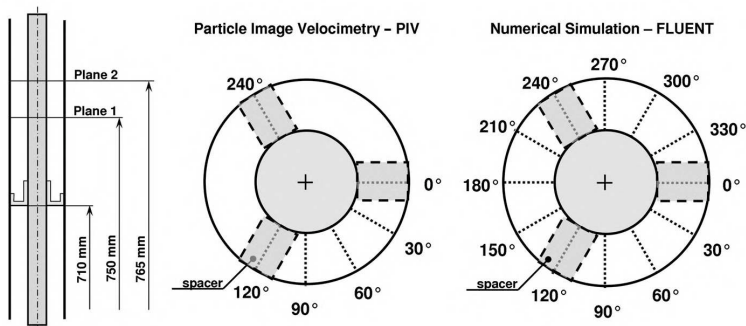 Plane 2
Plane 1
710 mm
750 mm
765 mm
Particle Image Velocimetry – PIV
240°
0°
30°
60°
90°
120°
spacer
Numerical Simulation – FLUENT
270°
240°
300°
210°
330°
180°
0°
150°
30°
spacer
120°
60°
90°